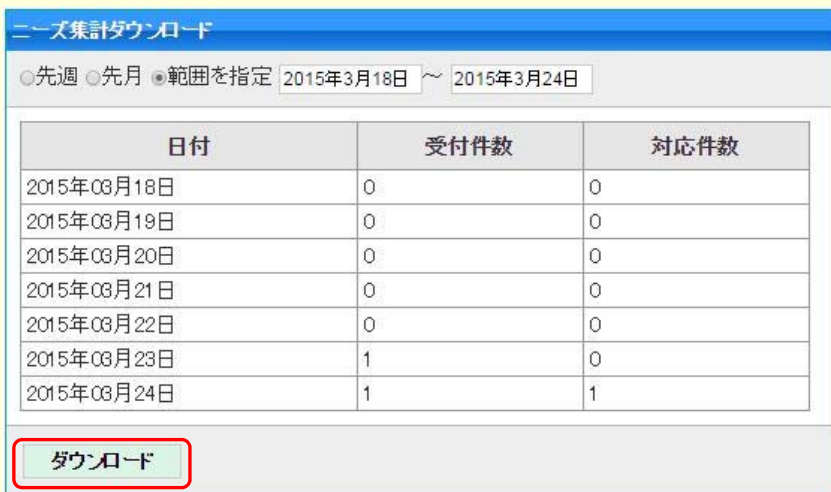 ニーズ集計ダウンロード
先週 先月 範囲を指定 2015年3月18日 ～ 2015年3月24日
日付 受付件数 対応件数
2015年03月18日 0 0
2015年03月19日 0 0
2015年03月20日 0 0
2015年03月21日 0 0
2015年03月22日 0 0
2015年03月23日 1 0
2015年03月24日 1 1
ダウンロード